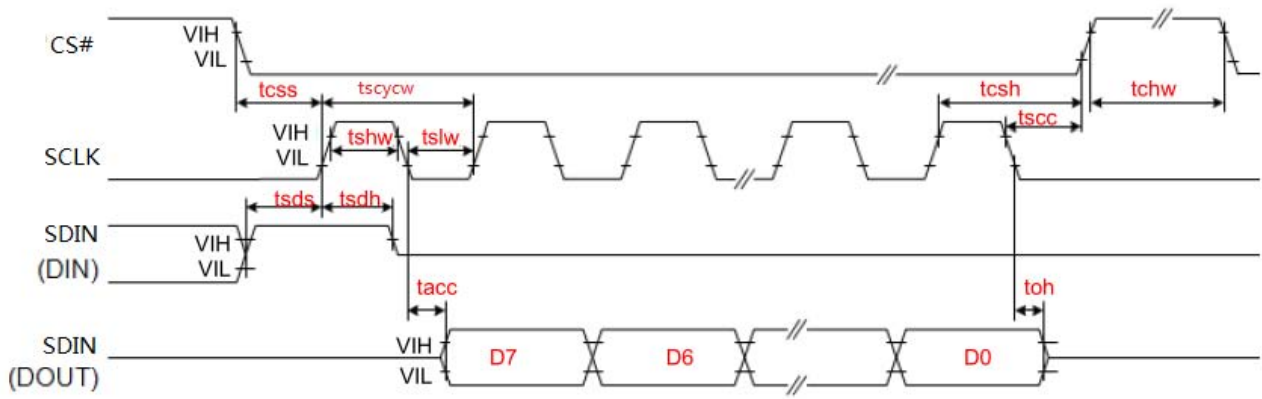 VIH
'CS#
VIL
tcss
tscycw
tcsh
tchw
VIH
tshw
tslw
tscc
SCLK
VIL
tsds
tsdh
SDIN
VIH
(DIN)
VIL
tacc
toh
SDIN
VIH
D7
D6
D0
(DOUT)
VIL